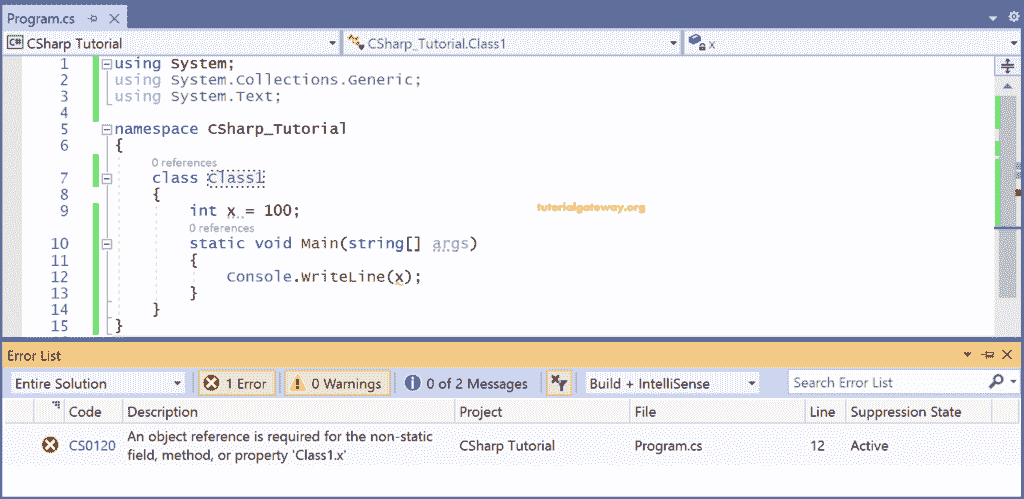 Program.cs
CSharp Tutorial CSharp_Tutorial.Class1 x
1 using System;
2 using System.Collections.Generic;
3 using System.Text;
4
5 namespace CSharp_Tutorial
6 {
0 references
7 class Class1
8 {
9 int x = 100;
tutorialgateway.org
0 references
10 static void Main(string[] args)
11 {
12 Console.WriteLine(x);
13 }
14 }
15 }
Error List
Entire Solution 1 Error 0 Warnings 0 of 2 Messages Build + IntelliSense Search Error List
Code Description Project File Line Suppression State
CS0120 An object reference is required for the non-static CSharp Tutorial Program.cs 12 Active
field, method, or property 'Class1.x'